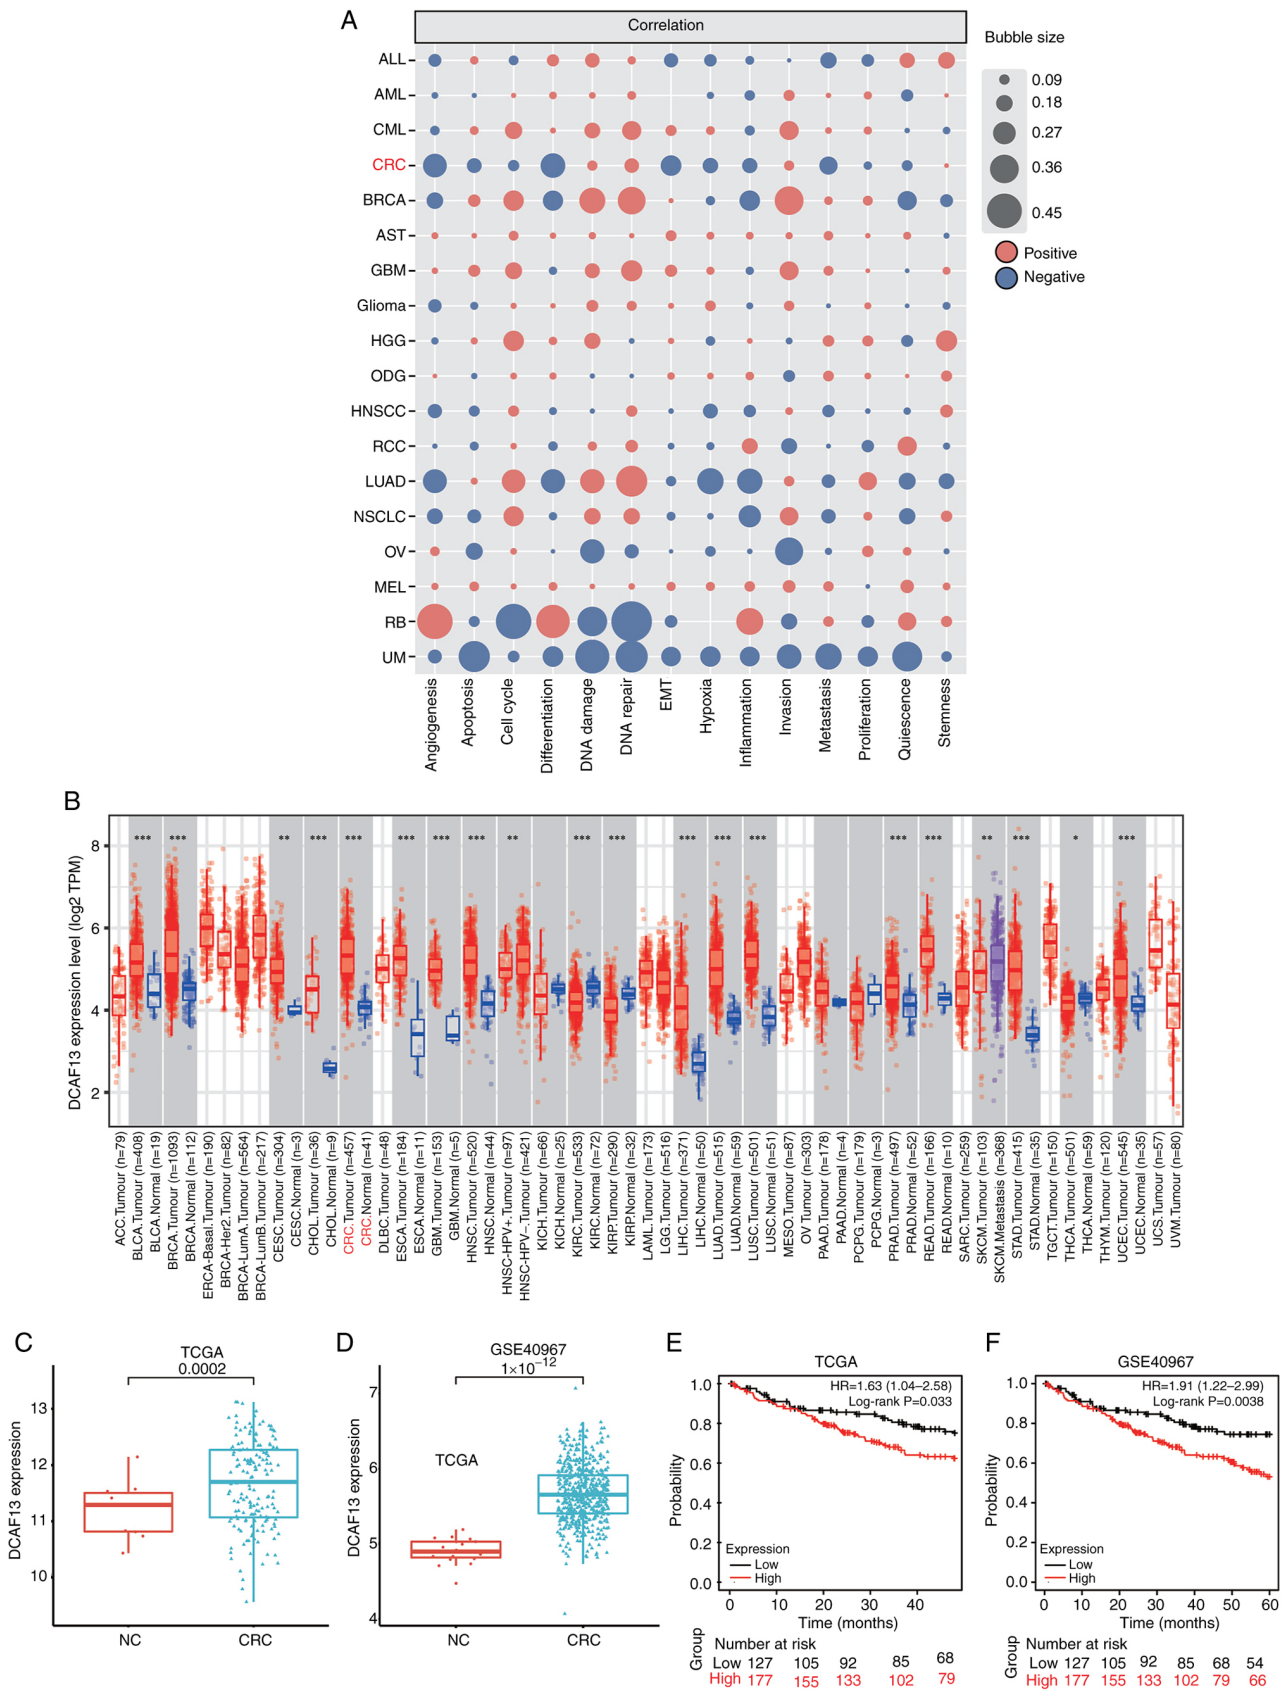 A
Correlation
ALL
AML
CML
CRC
BRCA
AST
GBM
Glioma
HGG
ODG
HNSCC
RCC
LUAD
NSCLC
OV
MEL
RB
UM
Angiogenesis
Apoptosis
Cell cycle
Differentiation
DNA damage
DNA repair
EMT
Hypoxia
Inflammation
Invasion
Metastasis
Proliferation
Quiescence
Stemness
Bubble size
0.09
0.18
0.27
0.36
0.45
Positive
Negative
B
DCAF13 expression level (log2 TPM)
8
6
4
2
*** *** ** *** *** *** *** *** ** *** *** *** *** *** *** *** ** *** * ***
ACC.Tumour (n=79)
BLCA.Tumour (n=408)
BLCA.Normal (n=19)
BRCA.Tumour (n=1093)
BRCA.Normal (n=112)
ERCA-Basal.Tumour (n=190)
BRCA-Her2.Tumour (n=82)
BRCA-LumA.Tumour (n=564)
BRCA-LumB.Tumour (n=217)
CESC.Tumour (n=304)
CESC.Normal (n=3)
CHOL.Tumour (n=36)
CHOL.Normal (n=9)
CRC.Tumour (n=457)
CRC.Normal (n=41)
DLBC.Tumour (n=48)
ESCA.Tumour (n=184)
ESCA.Normal (n=11)
GBM.Tumour (n=153)
GBM.Normal (n=5)
HNSC.Tumour (n=520)
HNSC.Normal (n=44)
HNSC-HPV+.Tumour (n=97)
HNSC-HPV-.Tumour (n=421)
KICH.Tumour (n=66)
KICH.Normal (n=25)
KIRC.Tumour (n=533)
KIRC.Normal (n=72)
KIRP.Tumour (n=290)
KIRP.Normal (n=32)
LAML.Tumour (n=173)
LGG.Tumour (n=516)
LIHC.Tumour (n=371)
LIHC.Normal (n=50)
LUAD.Tumour (n=515)
LUAD.Normal (n=59)
LUSC.Tumour (n=501)
LUSC.Normal (n=51)
MESO.Tumour (n=87)
OV.Tumour (n=303)
PAAD.Tumour (n=178)
PAAD.Normal (n=4)
PCPG.Tumour (n=179)
PCPG.Normal (n=3)
PRAD.Tumour (n=497)
PRAD.Normal (n=52)
READ.Tumour (n=166)
READ.Normal (n=10)
SARC.Tumour (n=259)
SKCM.Tumour (n=103)
SKCM.Metastasis (n=368)
STAD.Tumour (n=415)
STAD.Normal (n=35)
TGCT.Tumour (n=150)
THCA.Tumour (n=501)
THCA.Normal (n=59)
THYM.Tumour (n=120)
UCEC.Tumour (n=545)
UCEC.Normal (n=35)
UCS.Tumour (n=57)
UVM.Tumour (n=80)
C
TCGA
0.0002
DCAF13 expression
13
12
11
10
NC CRC
D
GSE40967
1×10−12
DCAF13 expression
7
6
5
4
TCGA
NC CRC
E
TCGA
HR=1.63 (1.04–2.58)
Log-rank P=0.033
Probability
1.0
0.8
0.6
0.4
0.2
0.0
Expression
Low
High
0 10 20 30 40
Time (months)
Group
Number at risk
Low 127 105 92 85 68
High 177 155 133 102 79
F
GSE40967
HR=1.91 (1.22–2.99)
Log-rank P=0.0038
Probability
1.0
0.8
0.6
0.4
0.2
0.0
Expression
Low
High
0 10 20 30 40 50 60
Time (months)
Group
Number at risk
Low 127 105 92 85 68 54
High 177 155 133 102 79 66